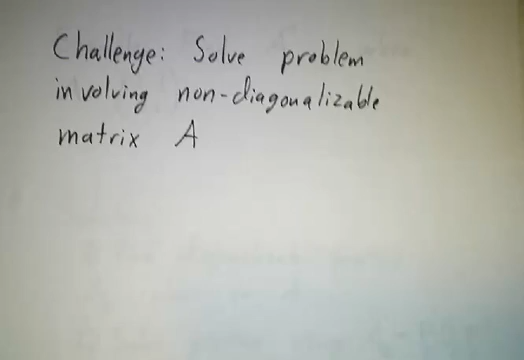 Challenge: Solve problem
involving non-diagonalizable
matrix A